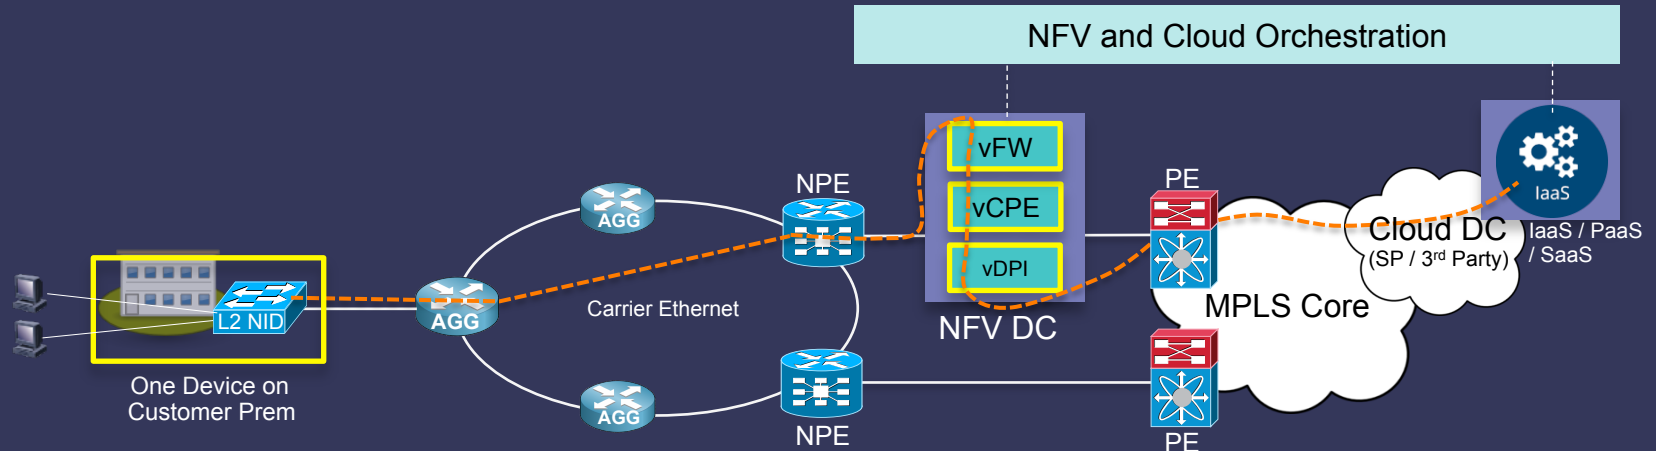 NFV and Cloud Orchestration
vFW
vCPE
vDPI
NFV DC
NPE
PE
IaaS
IaaS / PaaS
/ SaaS
Cloud DC
(SP / 3rd Party)
MPLS Core
AGG
L2 NID
AGG
Carrier Ethernet
One Device on
Customer Prem
AGG
NPE
PE